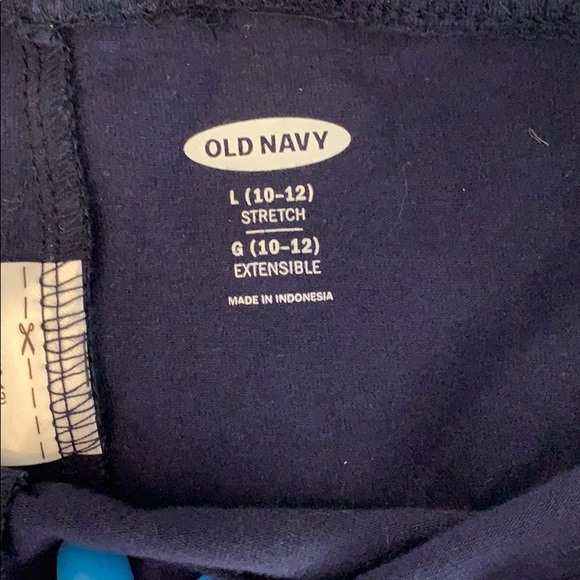 OLD NAVY
L (10-12)
STRETCH
G (10-12)
EXTENSIBLE
MADE IN INDONESIA